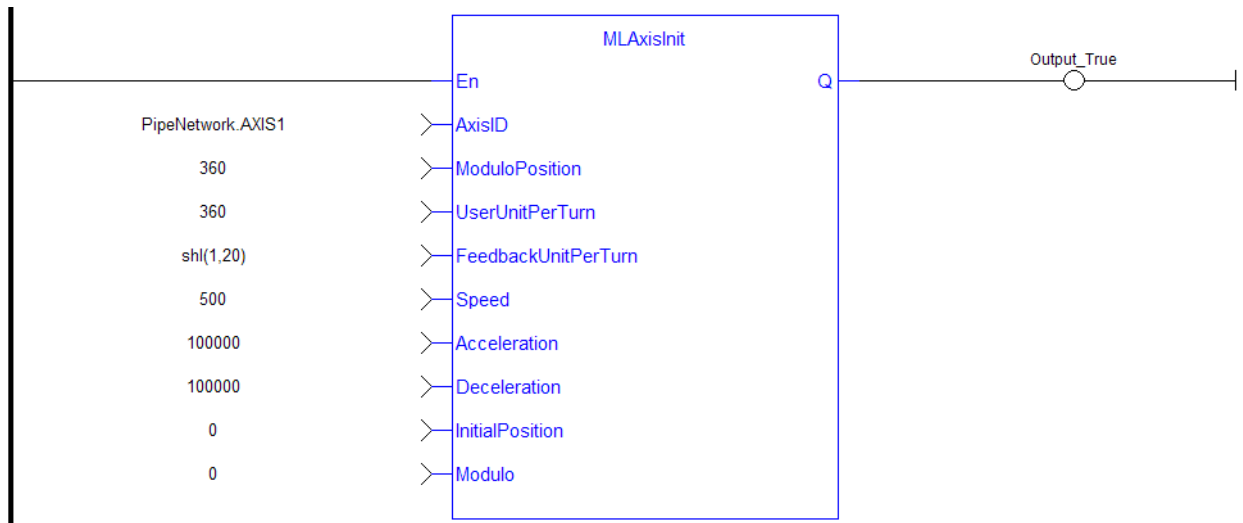 MLAxisInit
Output_True
En Q
PipeNetwork.AXIS1 AxisID
360 ModuloPosition
360 UserUnitPerTurn
shl(1,20) FeedbackUnitPerTurn
500 Speed
100000 Acceleration
100000 Deceleration
0 InitialPosition
0 Modulo